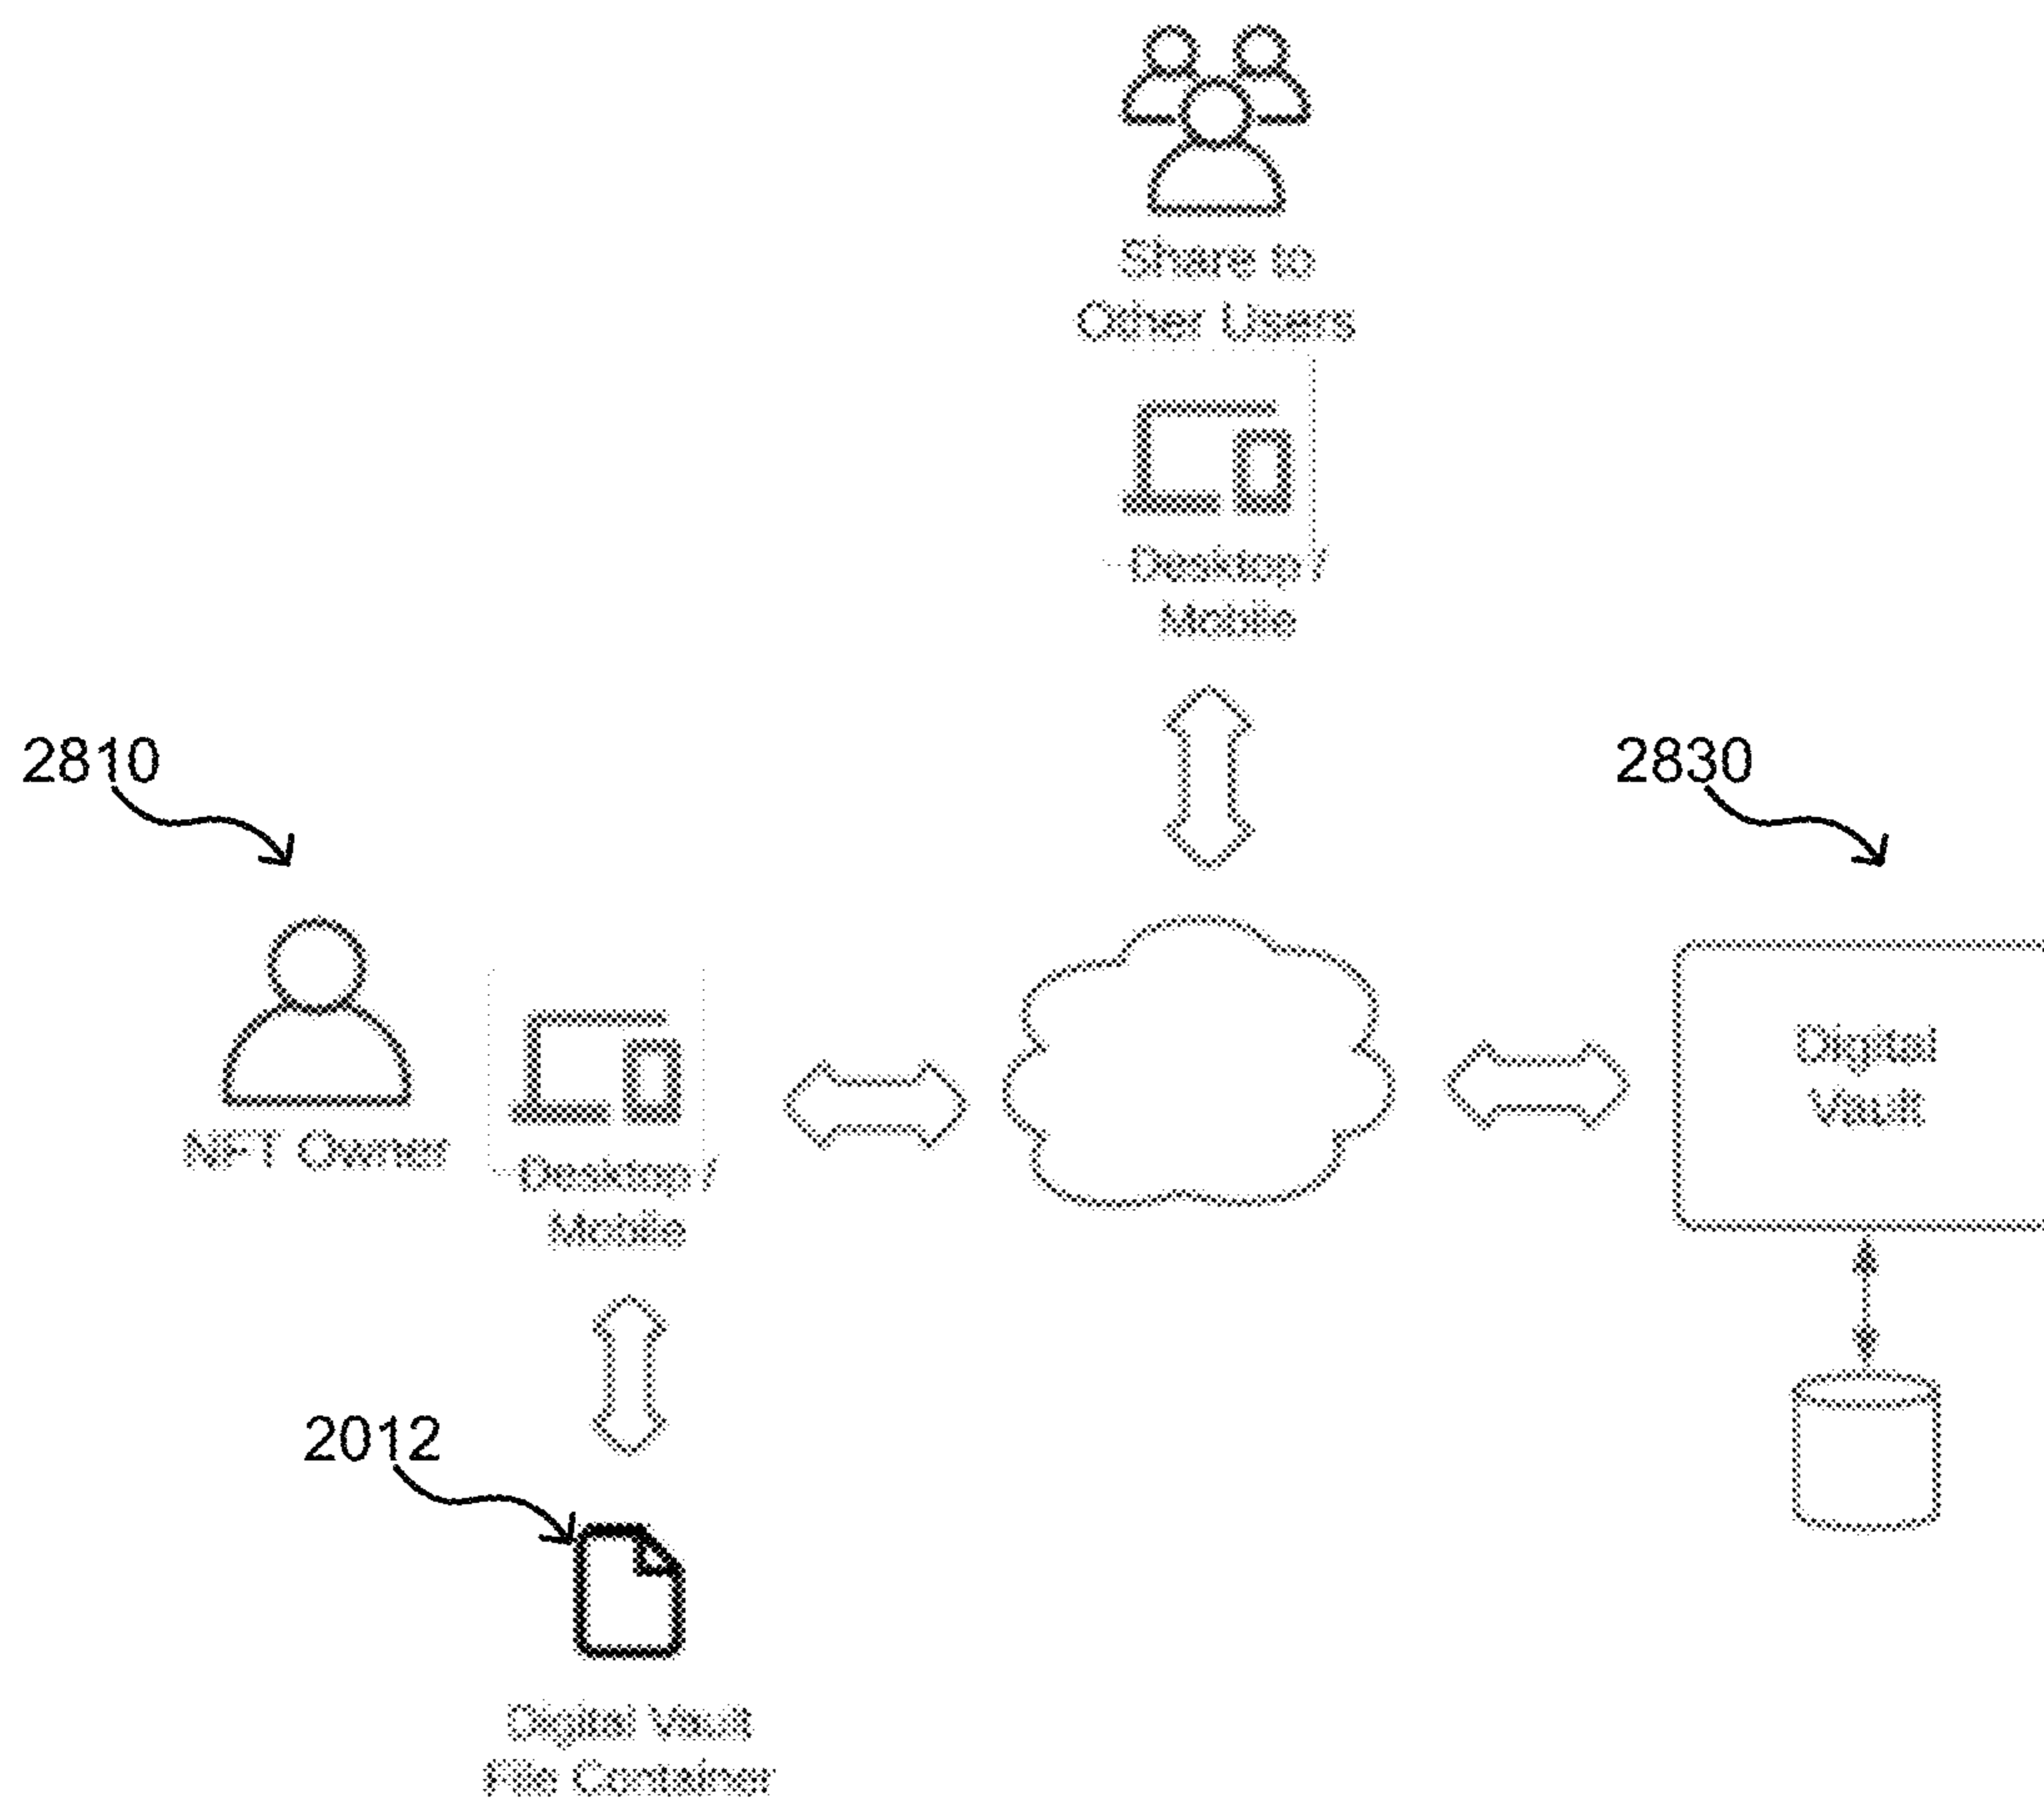 Share to
Other Users
Desktop /
Mobile
2810
2830
NFT Owner
Desktop /
Mobile
Digital
Vault
2012
Digital Vault
File Container